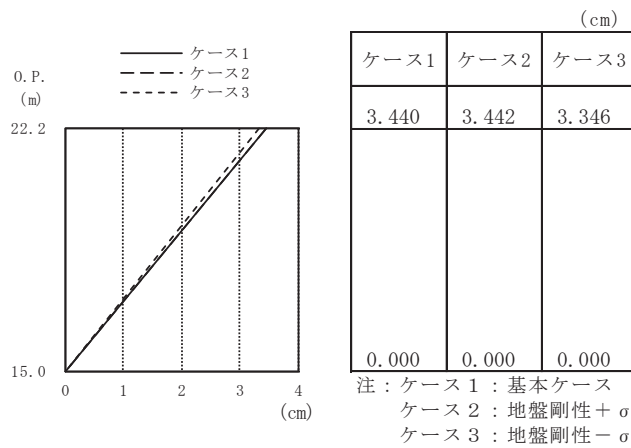 ケース1
ケース2
ケース3
O.P.
(m)
22.2
15.0
0 1 2 3 4
(cm)
(cm)
ケース1 ケース2 ケース3
3.440 3.442 3.346
0.000 0.000 0.000
注：ケース１：基本ケース
ケース２：地盤剛性＋σ
ケース３：地盤剛性－σ